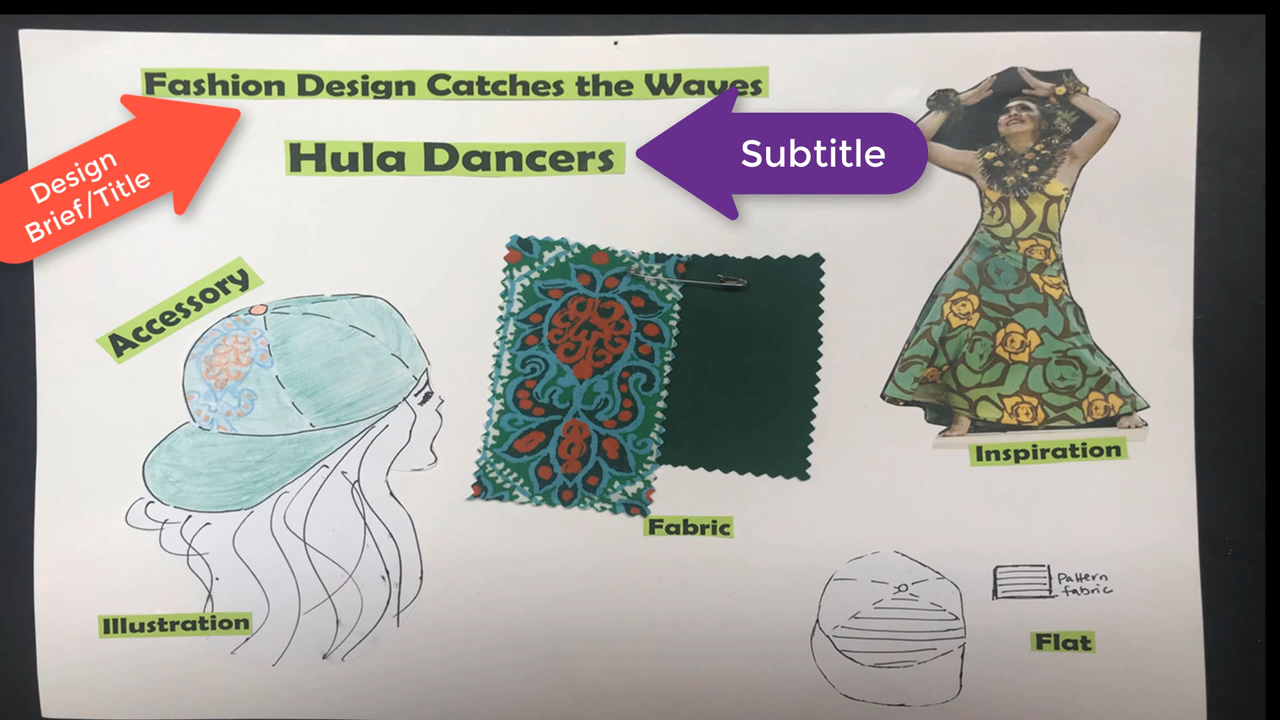 Fashion Design Catches the Waves
Design
Brief/Title
Hula Dancers
Subtitle
Accessory
Inspiration
Fabric
Pattern
fabric
Illustration
Flat